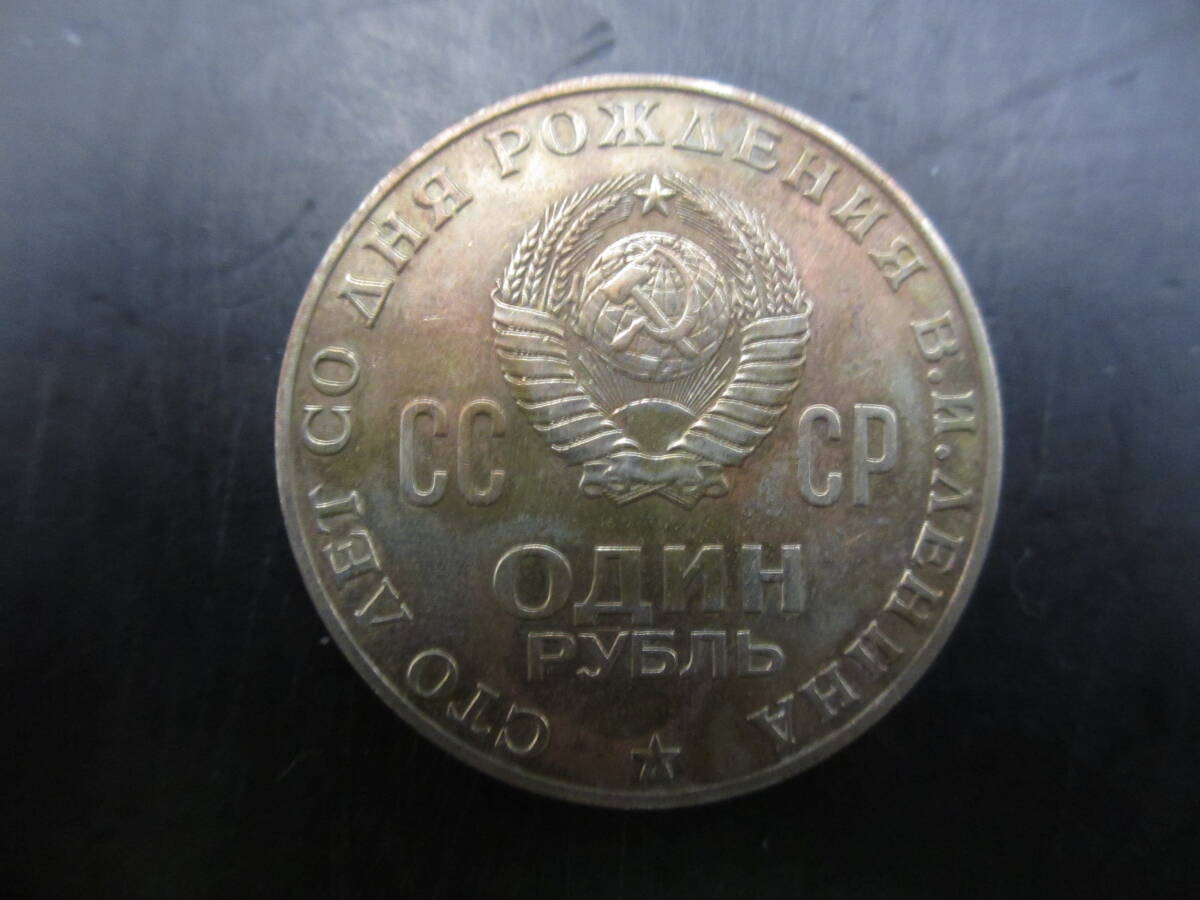 СТО ЛЕТ СО ДНЯ РОЖДЕНИЯ В.И.ЛЕНИНА
СС СР
ОДИН
РУБЛЬ